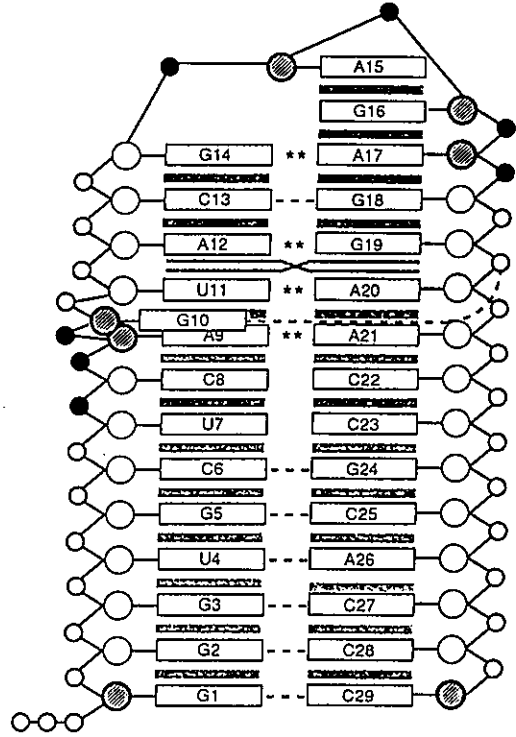 A15
G16
G14 ** A17
C13 G18
A12 ** G19
U11 ** A20
G10
A9 ** A21
C8 C22
U7 C23
C6 G24
G5 C25
U4 A26
G3 C27
G2 C28
G1 C29